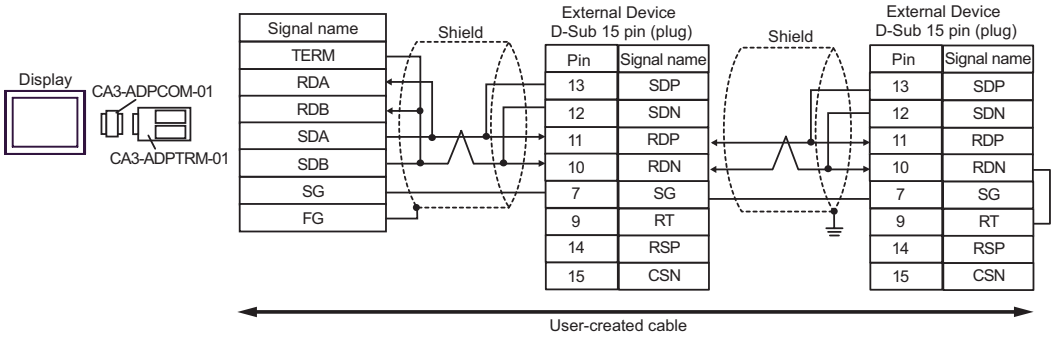 Display
CA3-ADPCOM-01
CA3-ADPTRM-01
Signal name
TERM
RDA
RDB
SDA
SDB
SG
FG
Shield
External Device
D-Sub 15 pin (plug)
Pin Signal name
13 SDP
12 SDN
11 RDP
10 RDN
7 SG
9 RT
14 RSP
15 CSN
Shield
External Device
D-Sub 15 pin (plug)
Pin Signal name
13 SDP
12 SDN
11 RDP
10 RDN
7 SG
9 RT
14 RSP
15 CSN
User-created cable